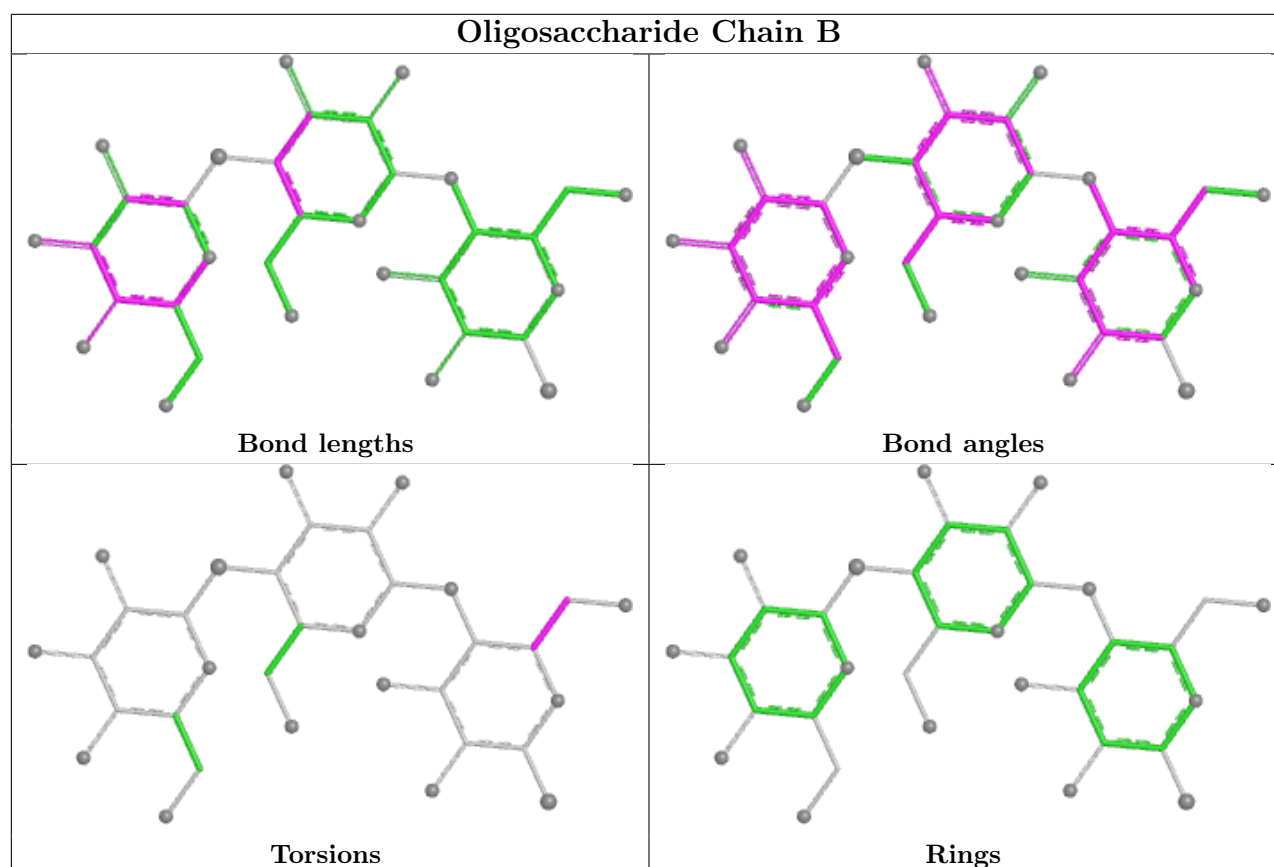 Oligosaccharide Chain B
Bond lengths
Bond angles
Torsions
Rings